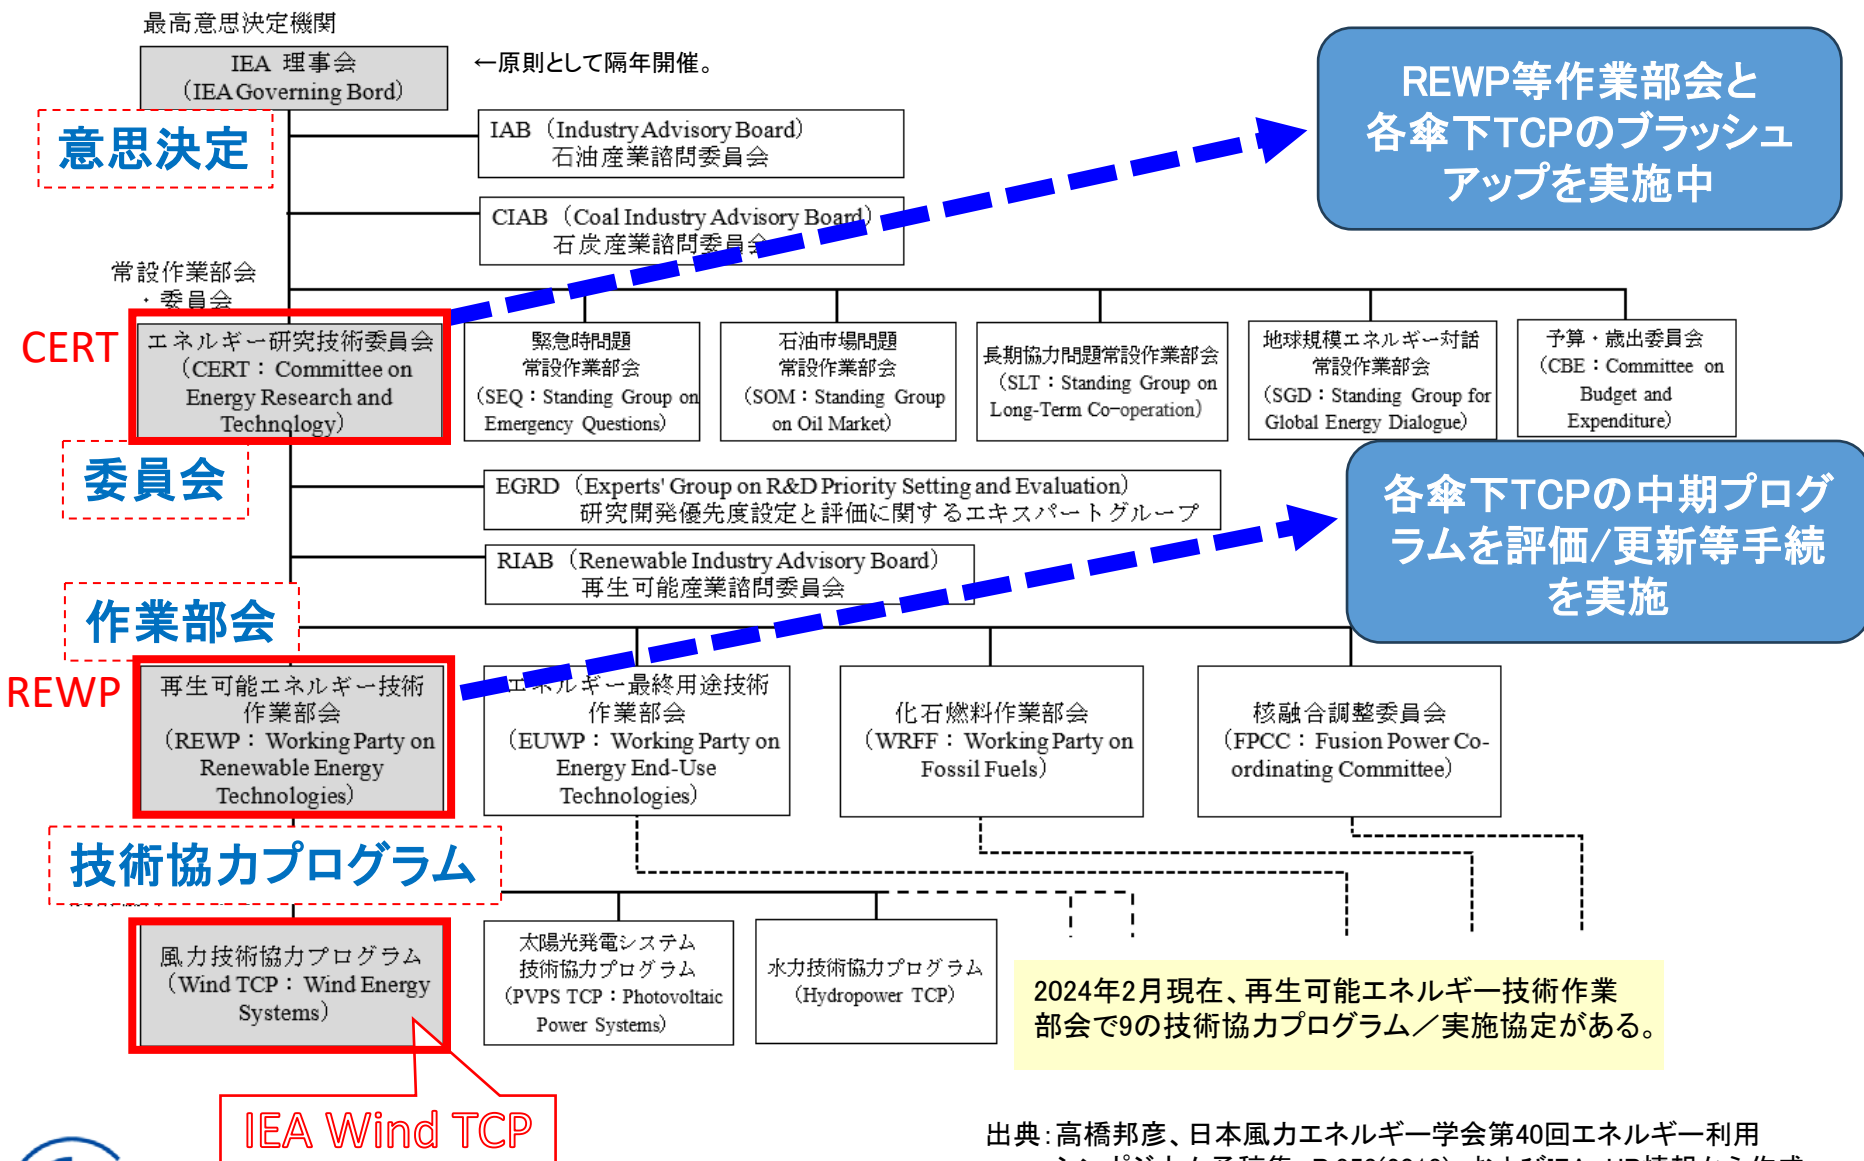 最高意思決定機関
IEA 理事会
(IEA Governing Bord)
←原則として隔年開催。
REWP等作業部会と
各傘下TCPのブラッシュ
アップを実施中
意思決定
IAB（Industry Advisory Board）
石油産業諮問委員会
CIAB（Coal Industry Advisory Board）
石炭産業諮問委員会
常設作業部会
・委員会
CERT
エネルギー研究技術委員会
（CERT：Committee on
Energy Research and
Technology）
緊急時問題
常設作業部会
（SEQ：Standing Group on
Emergency Questions）
石油市場問題
常設作業部会
（SOM：Standing Group
on Oil Market）
長期協力問題常設作業部会
（SLT：Standing Group on
Long-Term Co-operation）
地球規模エネルギー対話
常設作業部会
（SGD：Standing Group for
Global Energy Dialogue）
予算・歳出委員会
（CBE：Committee on
Budget and
Expenditure）
委員会
EGRD（Experts' Group on R&D Priority Setting and Evaluation）
研究開発優先度設定と評価に関するエキスパートグループ
各傘下TCPの中期プログ
ラムを評価/更新等手続
を実施
RIAB（Renewable Industry Advisory Board）
再生可能産業諮問委員会
作業部会
REWP
再生可能エネルギー技術
作業部会
（REWP：Working Party on
Renewable Energy
Technologies）
エネルギー最終用途技術
作業部会
（EUWP：Working Party on
Energy End-Use
Technologies）
化石燃料作業部会
（WRFF：Working Party on
Fossil Fuels）
核融合調整委員会
（FPCC：Fusion Power Co-
ordinating Committee）
技術協力プログラム
風力技術協力プログラム
（Wind TCP：Wind Energy
Systems）
太陽光発電システム
技術協力プログラム
（PVPS TCP：Photovoltaic
Power Systems）
水力技術協力プログラム
（Hydropower TCP）
2024年2月現在、再生可能エネルギー技術作業
部会で9の技術協力プログラム／実施協定がある。
IEA Wind TCP
出典：高橋邦彦、日本風力エネルギー学会第40回エネルギー利用